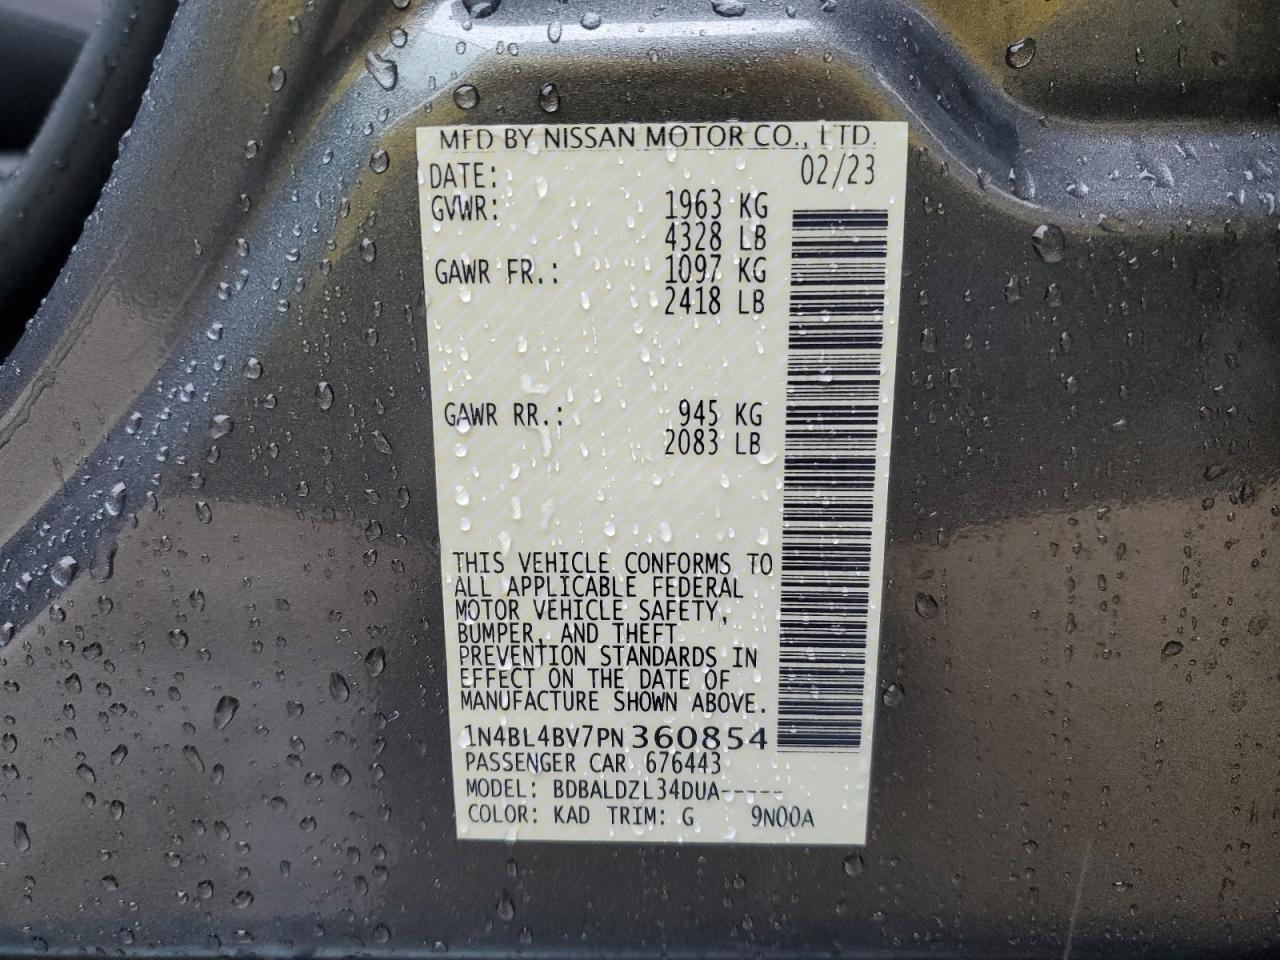 MFD BY NISSAN MOTOR CO., LTD.
DATE: 02/23
GVWR: 1963 KG
4328 LB
GAWR FR.: 1097 KG
2418 LB
GAWR RR.: 945 KG
2083 LB
THIS VEHICLE CONFORMS TO
ALL APPLICABLE FEDERAL
MOTOR VEHICLE SAFETY,
BUMPER, AND THEFT
PREVENTION STANDARDS IN
EFFECT ON THE DATE OF
MANUFACTURE SHOWN ABOVE.
1N4BL4BV7PN360854
PASSENGER CAR 676443
MODEL: BDBALDZL34DUA-----
COLOR: KAD TRIM: G 9N00A